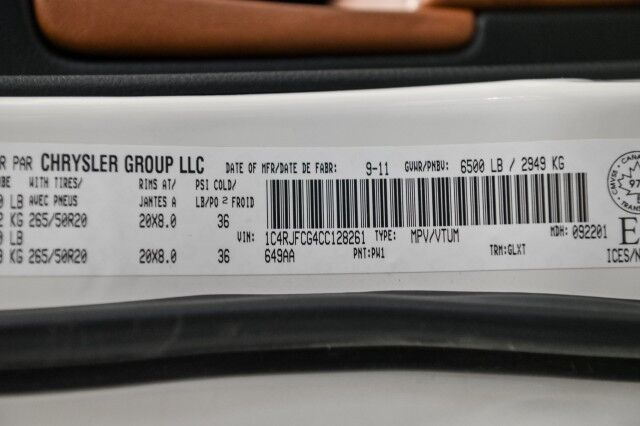 R PAR CHRYSLER GROUP LLC DATE OF MFR/DATE DE FABR: 9-11 GVWR/PNBV: 6500 LB / 2949 KG
WITH TIRES/ RIMS AT/ PSI COLD/
LB AVEC PNEUS JANTES A LB/PO 2 FROID
KG 265/50R20 20X8.0 36
LB VIN: 1C4RJFCG4CC128261 TYPE: MPV/VTUM MDH: 092201 E
KG 265/50R20 20X8.0 36 649AA PNT:PW1 TRM:GLXT ICES/N